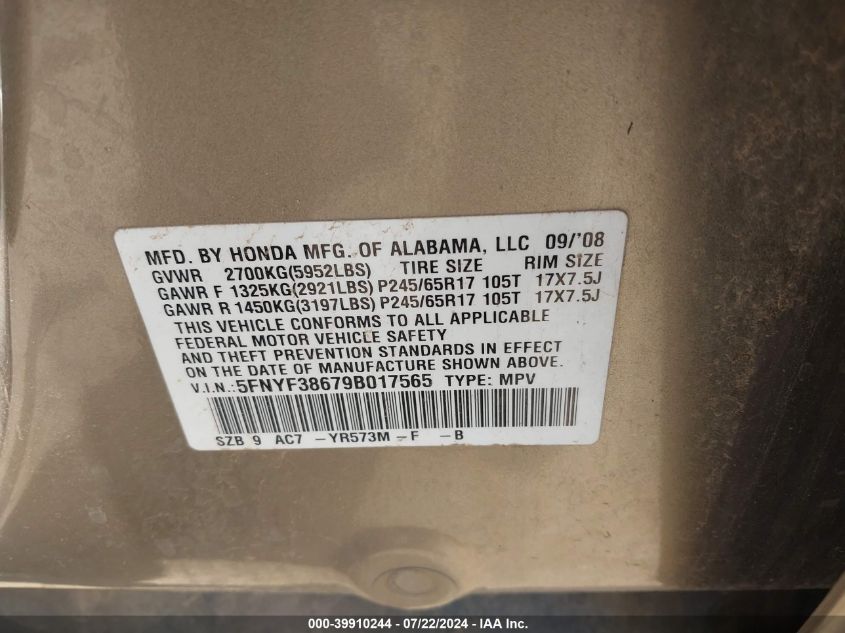 MFD. BY HONDA MFG. OF ALABAMA, LLC 09/'08
GVWR 2700KG(5952LBS) TIRE SIZE RIM SIZE
GAWR F 1325KG(2921LBS) P245/65R17 105T 17X7.5J
GAWR R 1450KG(3197LBS) P245/65R17 105T 17X7.5J
THIS VEHICLE CONFORMS TO ALL APPLICABLE
FEDERAL MOTOR VEHICLE SAFETY
AND THEFT PREVENTION STANDARDS IN EFFECT
ON THE DATE OF MANUFACTURE SHOWN ABOVE.
V.I.N.:5FNYF38679B017565 TYPE: MPV
SZB 9 AC7 -YR573M-F -B
000-39910244 - 07/22/2024 - IAA Inc.